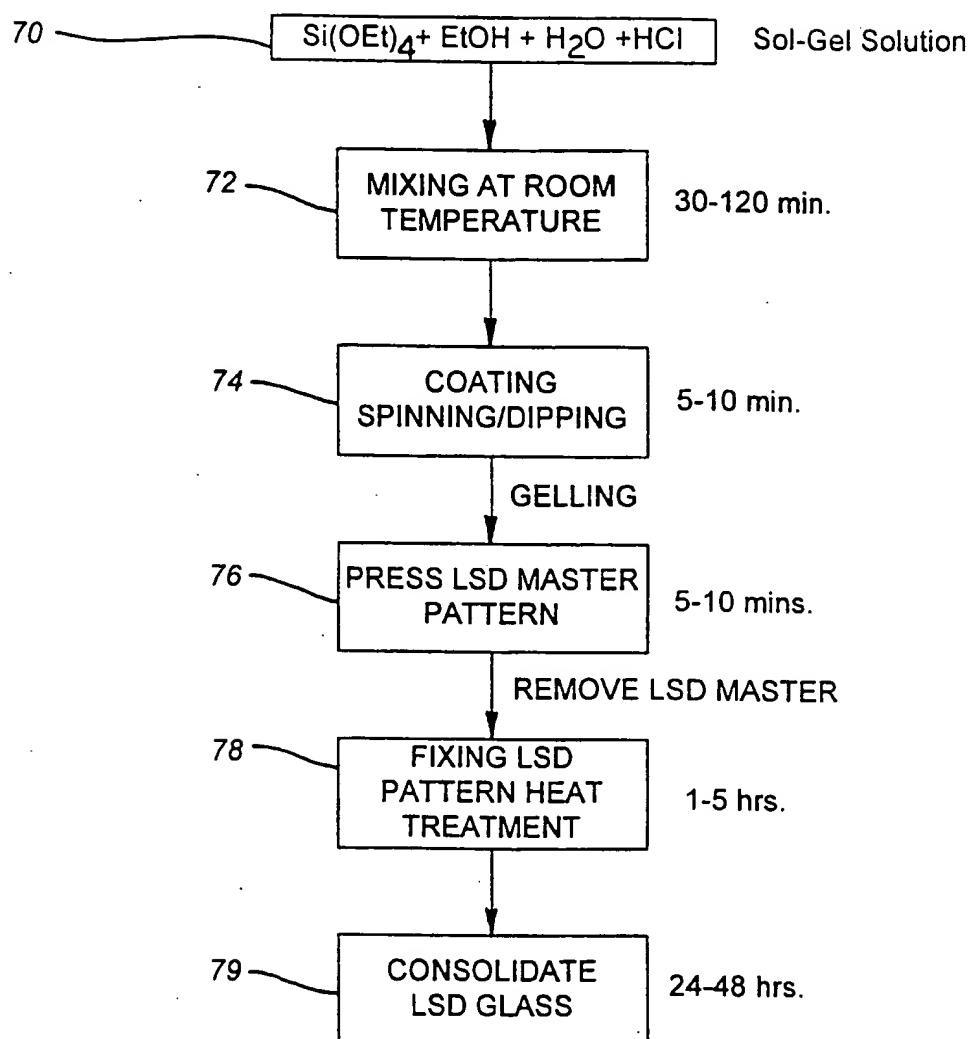 70
Si(OEt)4+ EtOH + H2O +HCl
Sol-Gel Solution
72
MIXING AT ROOM
TEMPERATURE
30-120 min.
74
COATING
SPINNING/DIPPING
5-10 min.
GELLING
76
PRESS LSD MASTER
PATTERN
5-10 mins.
REMOVE LSD MASTER
78
FIXING LSD
PATTERN HEAT
TREATMENT
1-5 hrs.
79
CONSOLIDATE
LSD GLASS
24-48 hrs.